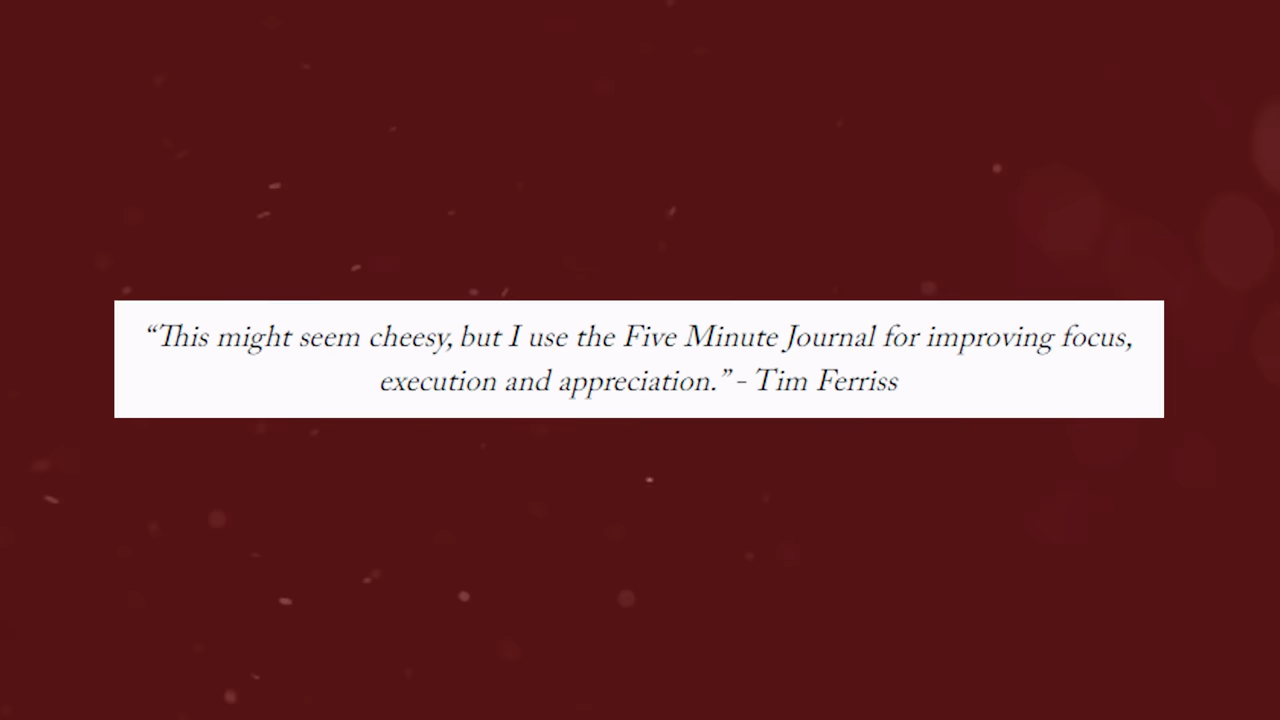 “This might seem cheesy, but I use the Five Minute Journal for improving focus,
execution and appreciation.” - Tim Ferriss